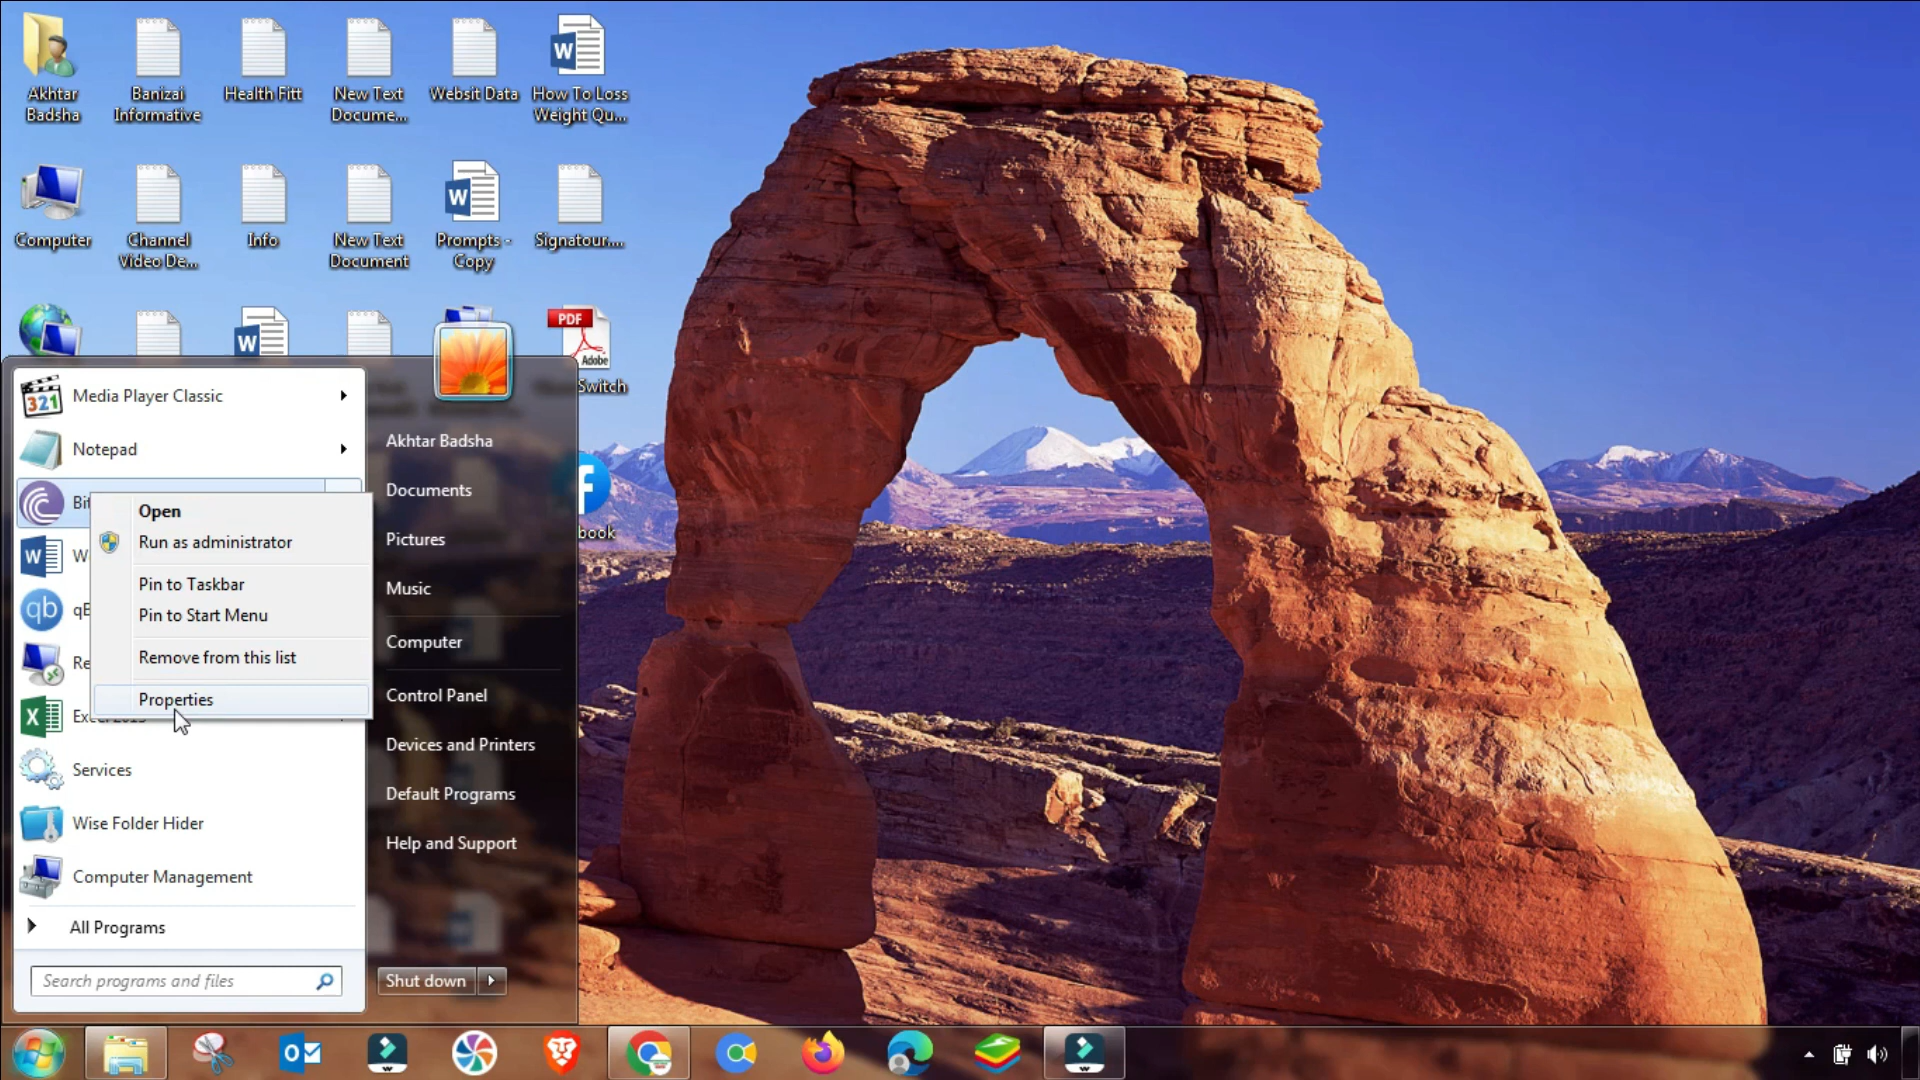 Akhtar
Badsha
Banizai
Informative
Health Fitt
New Text
Docume...
Websit Data
How To Loss
Weight Qu...
Computer
Channel
Video De...
Info
New Text
Document
Prompts -
Copy
Signatour....
W
PDF
Adobe
Switch
book
Media Player Classic
Notepad
Bit
W
qB
Re
Open
Run as administrator
Pin to Taskbar
Pin to Start Menu
Remove from this list
Properties
Services
Wise Folder Hider
Computer Management
All Programs
Search programs and files
Akhtar Badsha
Documents
Pictures
Music
Computer
Control Panel
Devices and Printers
Default Programs
Help and Support
Shut down